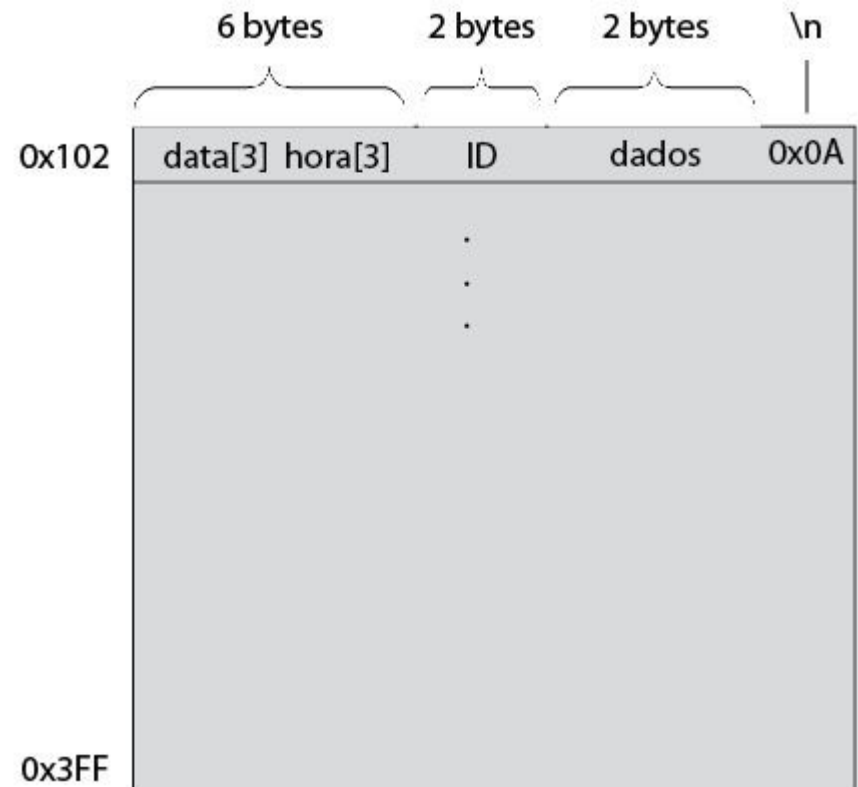 6 bytes 2 bytes 2 bytes \n
0x102 data[3] hora[3] ID dados 0x0A
0x3FF